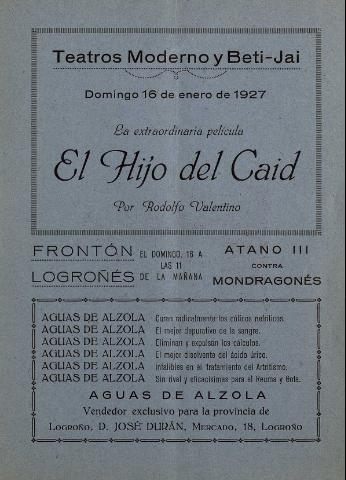 Teatros Moderno y Beti-Jai
Domingo 16 de enero de 1927
La extraordinaria película
El Hijo del Caid
Por Rodolfo Valentino
FRONTÓN
LOGROÑÉS
EL DOMINGO, 16 A
LAS 11
DE LA MAÑANA
ATANO III
CONTRA
MONDRAGONÉS
AGUAS DE ALZOLA Curan radicalmente los cólicos nefríticos.
AGUAS DE ALZOLA El mejor depurativo de la sangre.
AGUAS DE ALZOLA Eliminan y expulsan los cálculos.
AGUAS DE ALZOLA El mejor disolvente del ácido úrico.
AGUAS DE ALZOLA Infalibles en el tratamiento del Artritismo.
AGUAS DE ALZOLA Sin rival y eficacísimas para el Reuma y Gota.
AGUAS DE ALZOLA
Vendedor exclusivo para la provincia de
LOGROÑO, D. JOSÉ DURÁN, MERCADO, 18, LOGROÑO